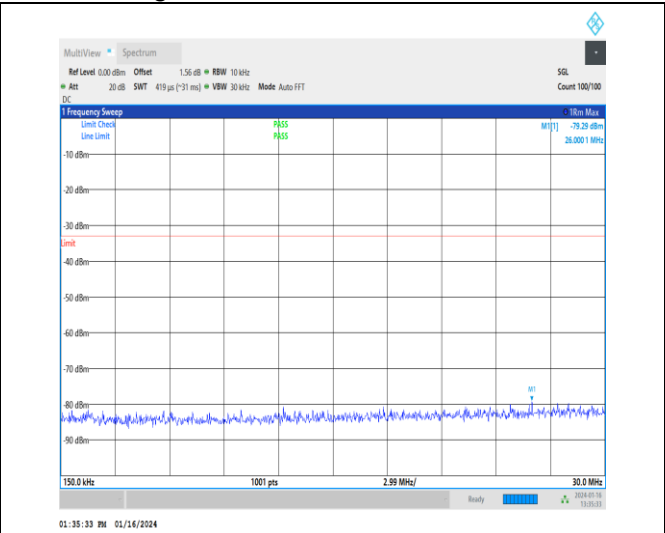 MultiView Spectrum
Ref Level 0.00 dBm Offset 1.56 dB RBW 10 kHz SGL
Att 20 dB SWT 419 µs (~31 ms) VBW 30 kHz Mode Auto FFT Count 100/100
DC
1 Frequency Sweep 1Rm Max
Limit Check PASS M1[1] -79.29 dBm
Line Limit PASS 26.0001 MHz
-10 dBm
-20 dBm
-30 dBm
Limit
-40 dBm
-50 dBm
-60 dBm
-70 dBm
M1
-80 dBm
-90 dBm
150.0 kHz 1001 pts 2.99 MHz/ 30.0 MHz
Ready 2024-01-16
13:35:33
01:35:33 PM 01/16/2024